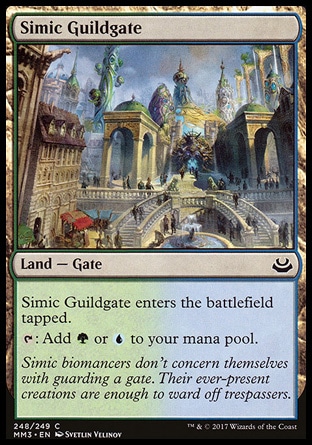 Simic Guildgate
Land — Gate
Simic Guildgate enters the battlefield
tapped.
: Add or to your mana pool.
Simic biomancers don't concern themselves
with guarding a gate. Their ever-present
creations are enough to ward off trespassers.
248/249 C
MM3 • EN Svetlin Velinov
™ & © 2017 Wizards of the Coast